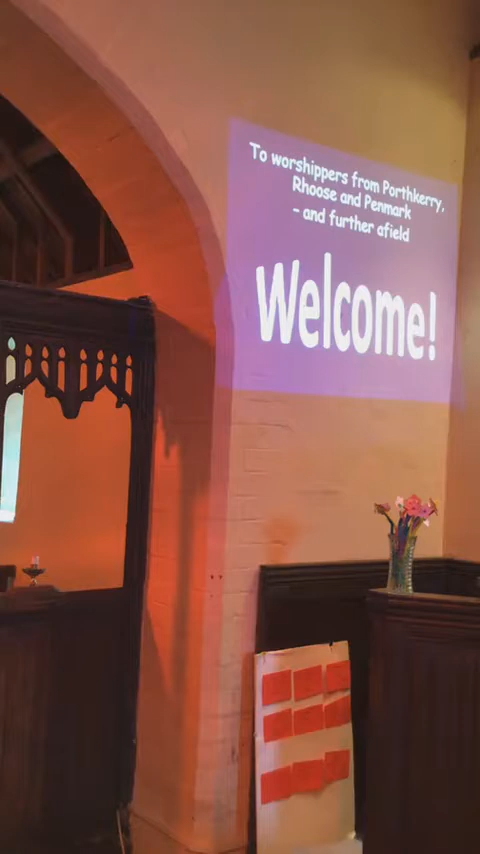 To worshippers from Porthkerry,
Rhoose and Penmark
- and further afield
Welcome!